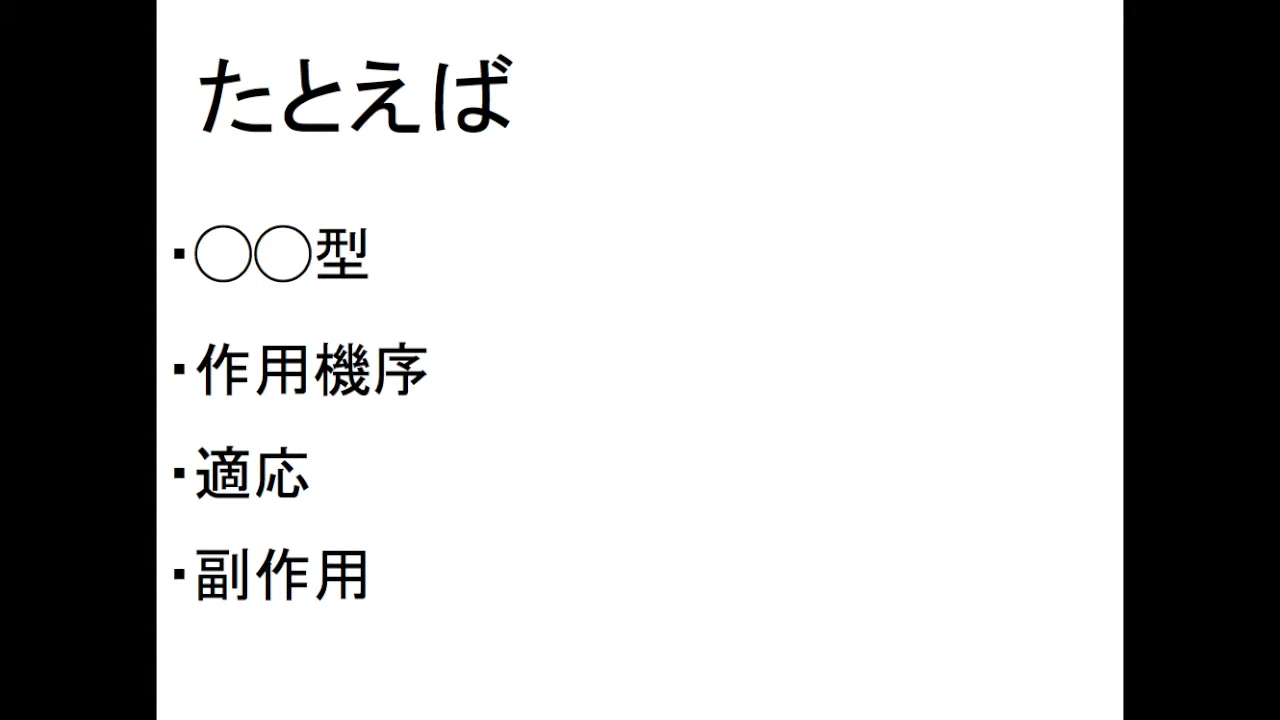 たとえば
・◯◯型
・作用機序
・適応
・副作用